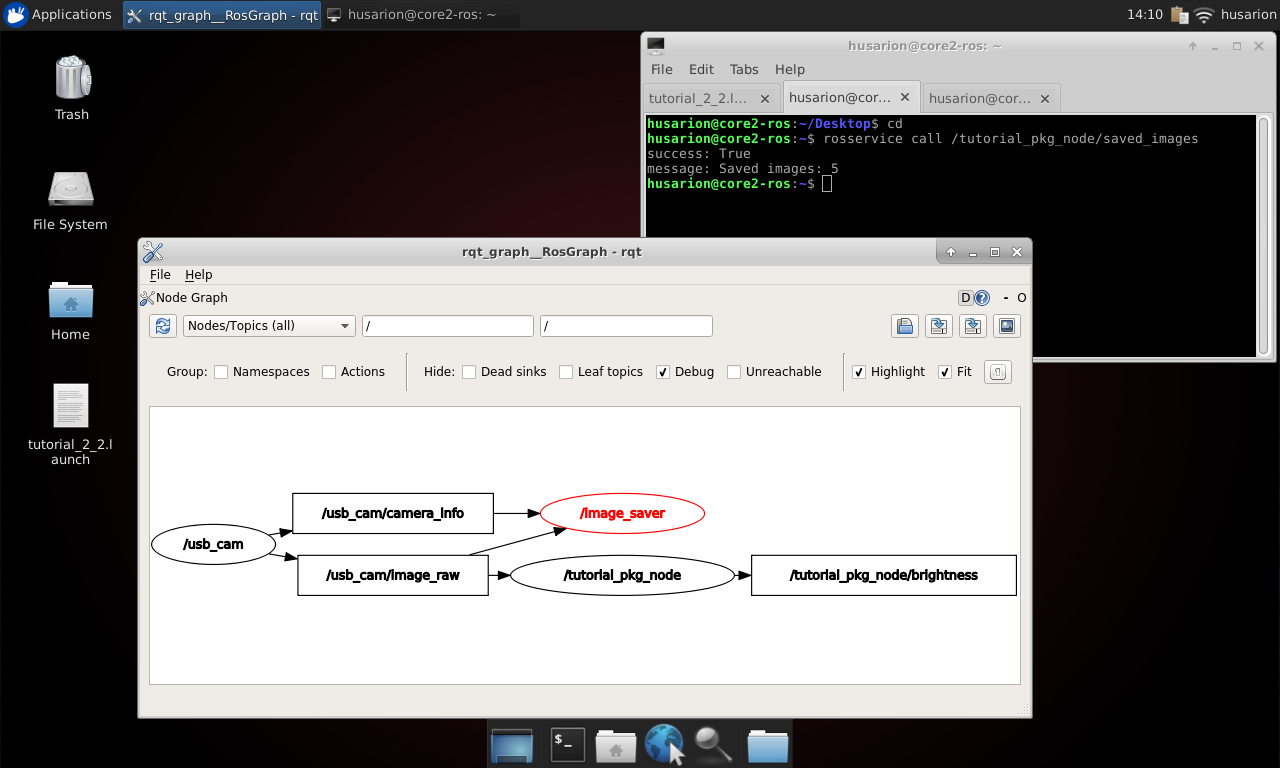 Applications
rqt_graph__RosGraph - rqt
husarion@core2-ros: ~
14:10
husarion
Trash
File System
Home
tutorial_2_2.l
aunch
husarion@core2-ros: ~
File Edit Tabs Help
tutorial_2_2.l...
husarion@cor...
husarion@cor...
husarion@core2-ros:~/Desktop$ cd
husarion@core2-ros:~$ rosservice call /tutorial_pkg_node/saved_images
success: True
message: Saved images: 5
husarion@core2-ros:~$
rqt_graph__RosGraph - rqt
File Help
Node Graph
D
- O
Nodes/Topics (all)
/
/
Group: Namespaces Actions
Hide: Dead sinks Leaf topics Debug Unreachable
Highlight Fit
/usb_cam
/usb_cam/camera_info
/image_saver
/usb_cam/image_raw
/tutorial_pkg_node
/tutorial_pkg_node/brightness
$_